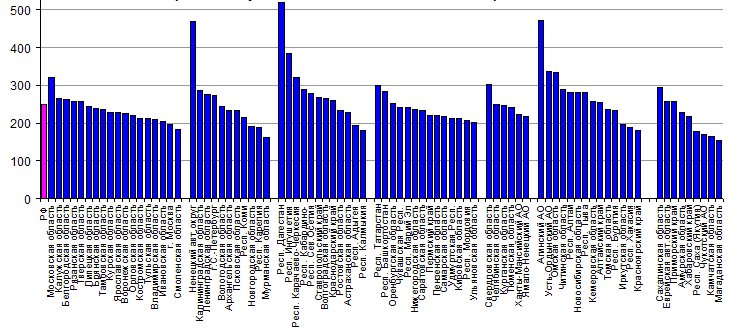 500
400
300
200
100
0
РФ
Московская область
Калужская область
Белгородская область
Рязанская область
Тверская область
Липецкая область
Брянская область
Тамбовская область
Курская область
Ярославская область
Воронежская область
Орловская область
Костромская область
Тульская область
Владимирская область
Ивановская область
г. Москва
Смоленская область
Ненецкий авт.округ
Калининградская область
Ленинградская область
г.С.Петербург
Вологодская область
Архангельская область
Псковская область
Респ. Коми
Новгородская область
Респ. Карелия
Мурманская область
Респ. Дагестан
Респ. Ингушетия
Респ. Карачаево-Черкессия
Респ. Кабардино-
Респ. Сев.Осетия
Ставропольский край
Волгоградская область
Краснодарский край
Ростовская область
Астраханская область
Респ. Адыгея
Респ. Калмыкия
Респ. Татарстан
Респ. Башкортостан
Оренбургская область
Чувашская Респ.
Респ. Марий Эл
Нижегородская область
Саратовская область
Пермский край
Пензенская область
Самарская область
Удмуртская Респ.
Кировская область
Респ. Мордовия
Ульяновская область
Свердловская область
Челябинская область
Курганская область
Тюменская область
Ханты-Мансийский АО
Ямало-Ненецкий АО
Агинский АО
Усть-Ордынский АО
Омская область
Читинская область
Респ. Алтай
Новосибирская область
Респ. Тыва
Кемеровская область
Алтайский край
Томская область
Респ. Бурятия
Иркутская область
Респ. Хакасия
Красноярский край
Сахалинская область
Еврейская авт.область
Приморский край
Амурская область
Хабаровский край
Респ. Саха (Якутия)
Чукотский АО
Камчатская область
Магаданская область